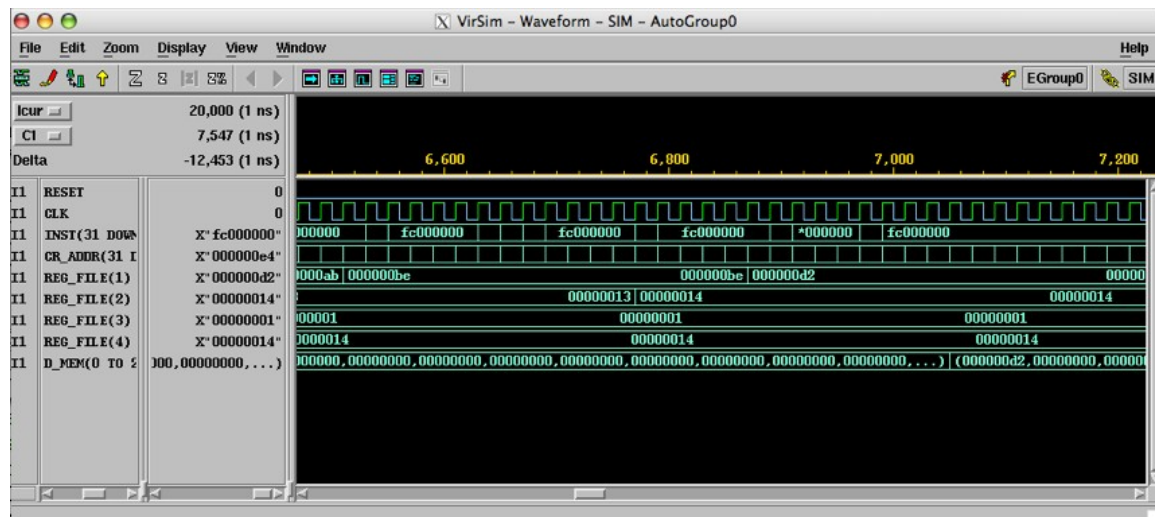 VirSim - Waveform - SIM - AutoGroup0
File Edit Zoom Display View Window Help
EGroup0 SIM
Icur 20,000 (1 ns)
C1 7,547 (1 ns)
Delta -12,453 (1 ns)
6,600 6,800 7,000 7,200
I1 RESET 0
I1 CLK 0
I1 INST(31 DOWN X"fc000000" 000000 fc000000 fc000000 fc000000 *000000 fc000000
I1 CR_ADDR(31 I X"000000e4"
I1 REG_FILE(1) X"000000d2" 0000ab 000000be 000000be 000000d2 00000
I1 REG_FILE(2) X"00000014" 00000013 00000014 00000014
I1 REG_FILE(3) X"00000001" 00001 00000001 00000001
I1 REG_FILE(4) X"00000014" 0000014 00000014 00000014
I1 D_MEM(0 TO 2 000,00000000,...) 000000,00000000,00000000,00000000,00000000,00000000,00000000,00000000,00000000,...) (000000d2,00000000,00000